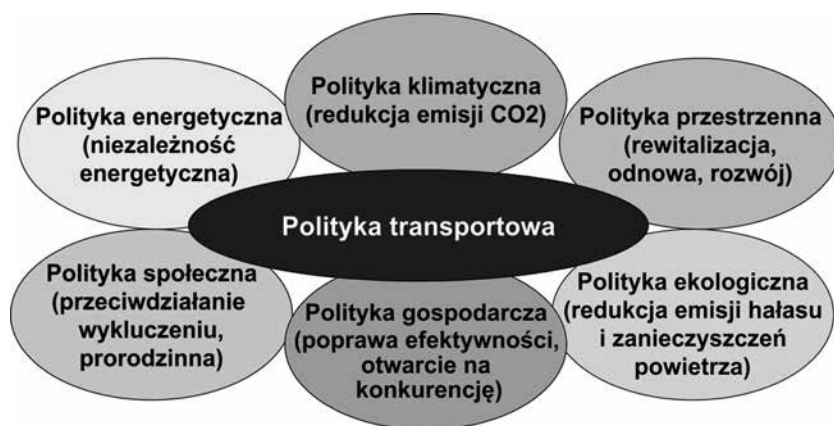 Polityka energetyczna
(niezależność
energetyczna)
Polityka klimatyczna
(redukcja emisji CO2)
Polityka przestrzenna
(rewitalizacja,
odnowa, rozwój)
Polityka transportowa
Polityka społeczna
(przeciwdziałanie
wykluczeniu,
prorodzinna)
Polityka gospodarcza
(poprawa efektywności,
otwarcie na
konkurencję)
Polityka ekologiczna
(redukcja emisji hałasu
i zanieczyszczeń
powietrza)